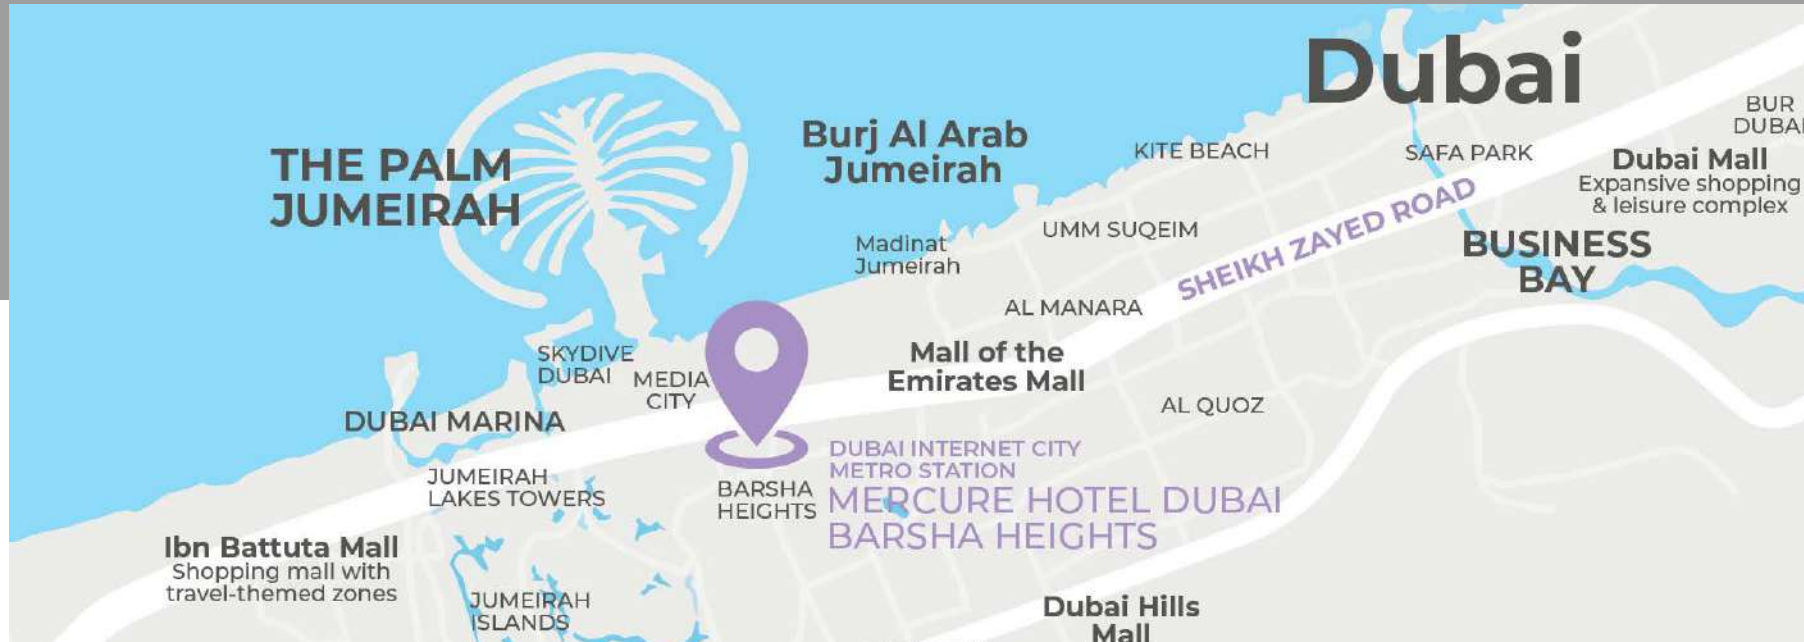 Dubai
BUR
DUBAI
THE PALM
JUMEIRAH
Burj Al Arab
Jumeirah
KITE BEACH
SAFA PARK
Dubai Mall
Expansive shopping
& leisure complex
SHEIKH ZAYED ROAD
UMM SUQEIM
Madinat
Jumeirah
BUSINESS
BAY
AL MANARA
SKYDIVE
DUBAI
MEDIA
CITY
Mall of the
Emirates Mall
AL QUOZ
DUBAI MARINA
DUBAI INTERNET CITY
METRO STATION
MERCURE HOTEL DUBAI
BARSHA HEIGHTS
BARSHA
HEIGHTS
JUMEIRAH
LAKES TOWERS
Ibn Battuta Mall
Shopping mall with
travel-themed zones
JUMEIRAH
ISLANDS
Dubai Hills
Mall